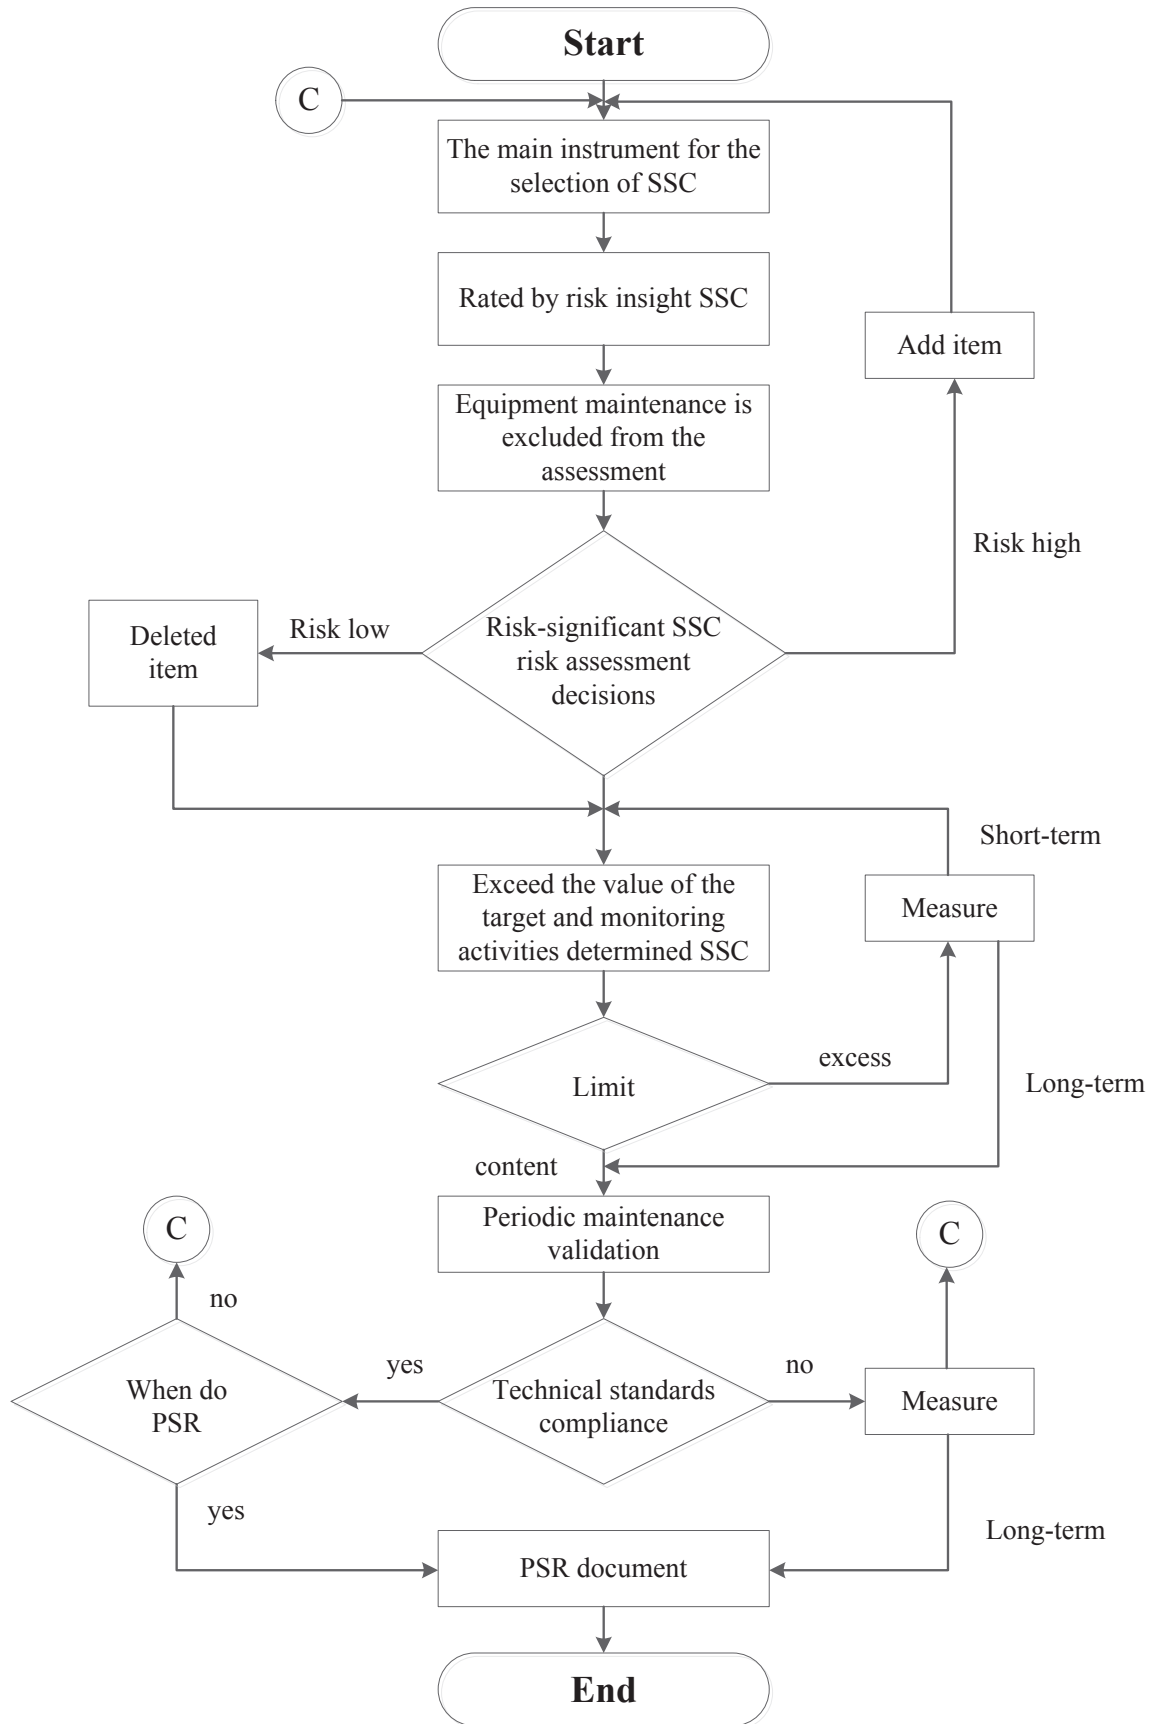 Start
C
The main instrument for the
selection of SSC
Rated by risk insight SSC
Add item
Equipment maintenance is
excluded from the
assessment
Risk high
Deleted
item
Risk low
Risk-significant SSC
risk assessment
decisions
Short-term
Exceed the value of the
target and monitoring
activities determined SSC
Measure
excess
Limit
Long-term
content
C
Periodic maintenance
validation
C
no
yes
no
When do
PSR
Technical standards
compliance
Measure
yes
Long-term
PSR document
End